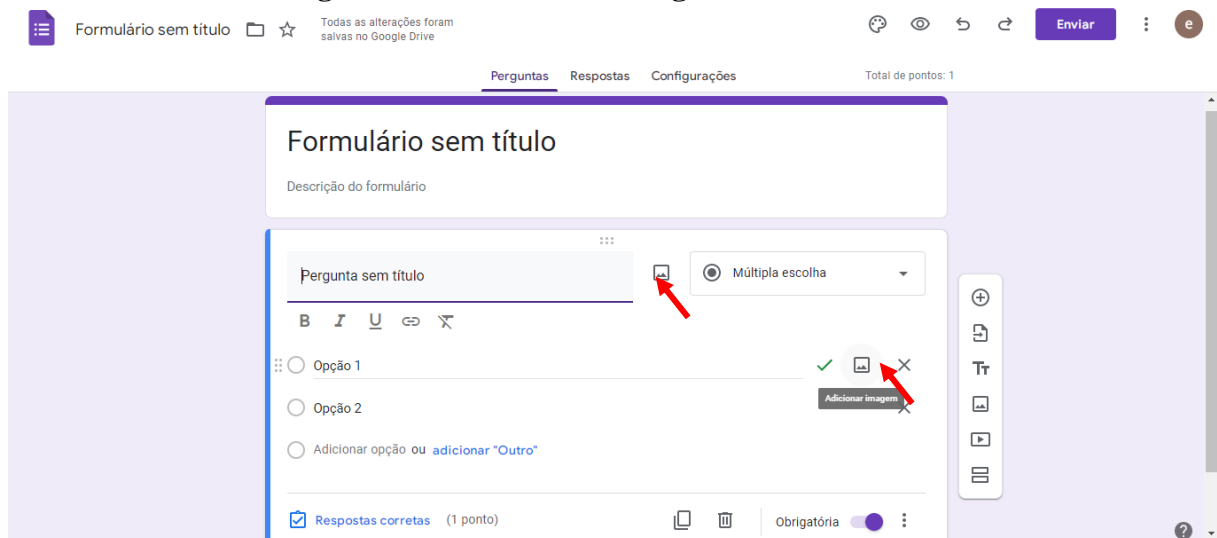 Formulário sem título
Todas as alterações foram
salvas no Google Drive
Enviar
e
Perguntas Respostas Configurações
Total de pontos: 1
Formulário sem título
Descrição do formulário
Pergunta sem título
Múltipla escolha
B I U
Opção 1
Adicionar imagem
Opção 2
Adicionar opção ou adicionar "Outro"
Tт
Respostas corretas (1 ponto)
Obrigatória